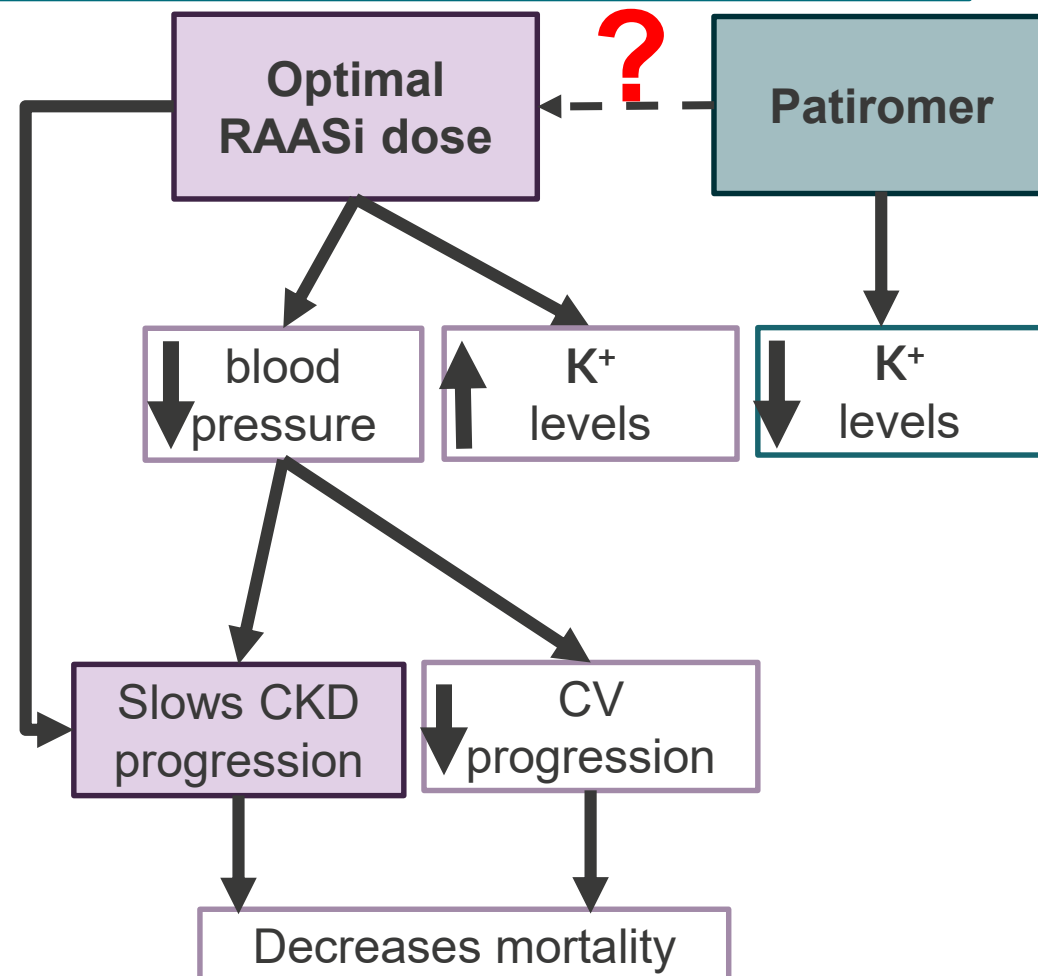 ?
Optimal
RAASi dose
Patiromer
blood
pressure
K⁺
levels
K⁺
levels
Slows CKD
progression
CV
progression
Decreases mortality